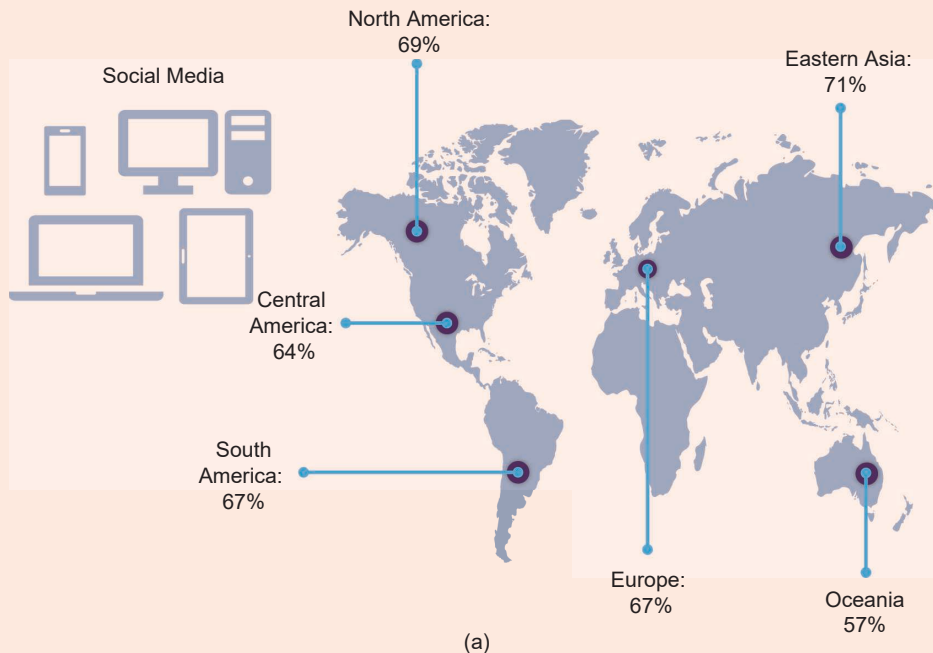 North America:
69%
Eastern Asia:
71%
Social Media
Central
America:
64%
South
America:
67%
Europe:
67%
Oceania
57%
(a)